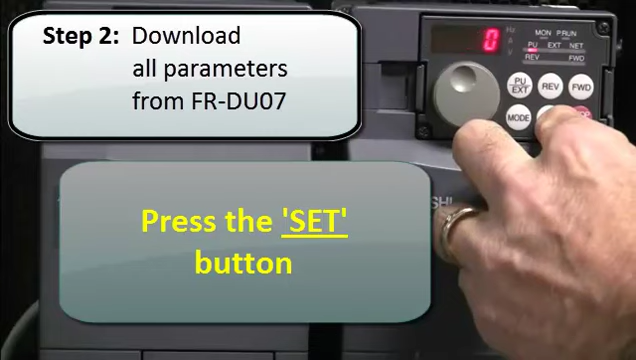 Step 2: Download
all parameters
from FR-DU07
Press the 'SET'
button
0
Hz
A
V
MON P.RUN
PU EXT NET
REV FWD
PU
EXT
REV
FWD
MODE
SHI